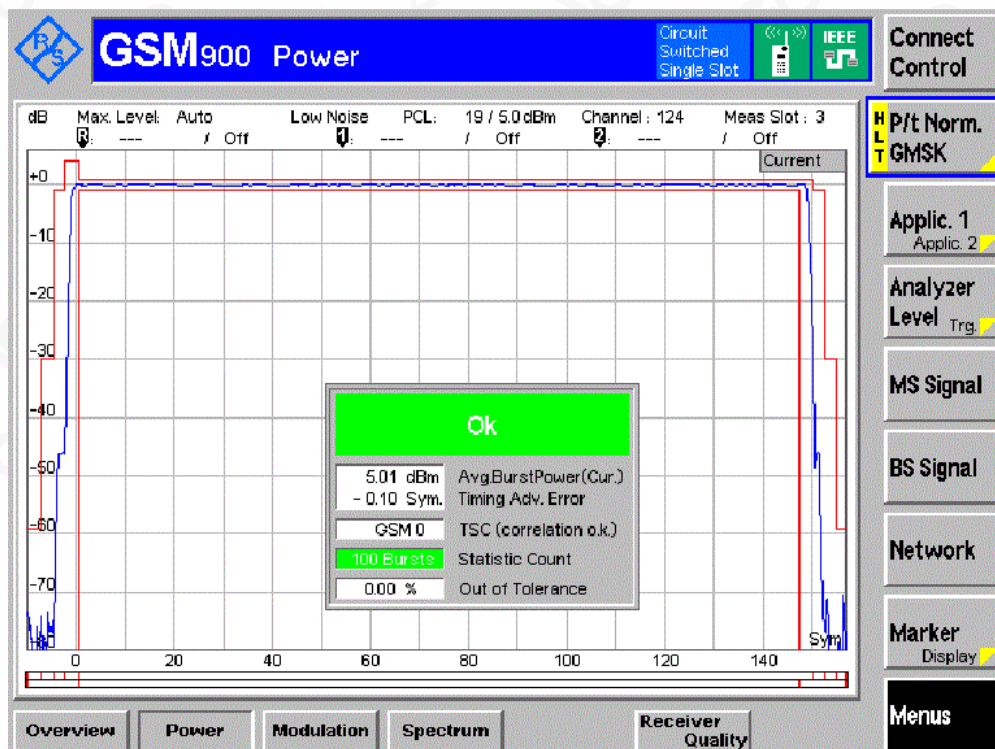 R/S
GSM900 Power
Circuit
Switched
Single Slot
IEEE
Connect
Control
dB Max. Level: Auto Low Noise PCL: 19 / 5.0 dBm Channel : 124 Meas Slot : 3
R: --- / Off 1: --- / Off 2: --- / Off
Current
HLT
P/t Norm.
GMSK
Applic. 1
Applic. 2
Analyzer
Level Trg.
MS Signal
BS Signal
Network
Marker
Display
Menus
+0
-10
-20
-30
-40
-50
-60
-70
-80
Ok
5.01 dBm Avg.BurstPower(Cur.)
- 0.10 Sym. Timing Adv. Error
GSM 0 TSC (correlation o.k.)
100 Bursts Statistic Count
0.00 % Out of Tolerance
Sym
0 20 40 60 80 100 120 140
Overview Power Modulation Spectrum Receiver
Quality